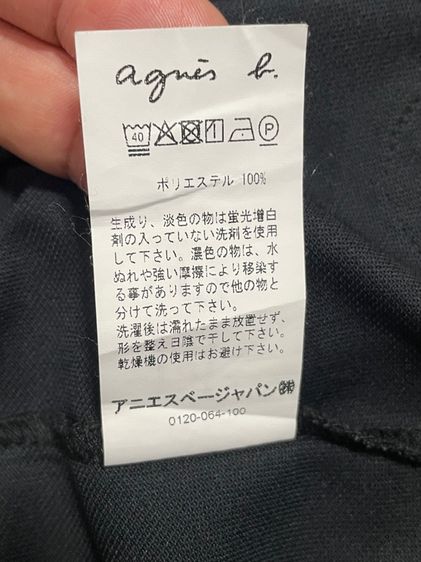 agnès b.
40 P
ポリエステル 100%
生成り、淡色の物は蛍光増白
剤の入っていない洗剤を使用
して下さい。濃色の物は、水
ぬれや強い摩擦により移染す
る事がありますので他の物と
分けて洗って下さい。
洗濯後は濡れたまま放置せず、
形を整え日陰で干して下さい。
乾燥機の使用はお避け下さい。
アニエスベージャパン㈱
0120-064-100